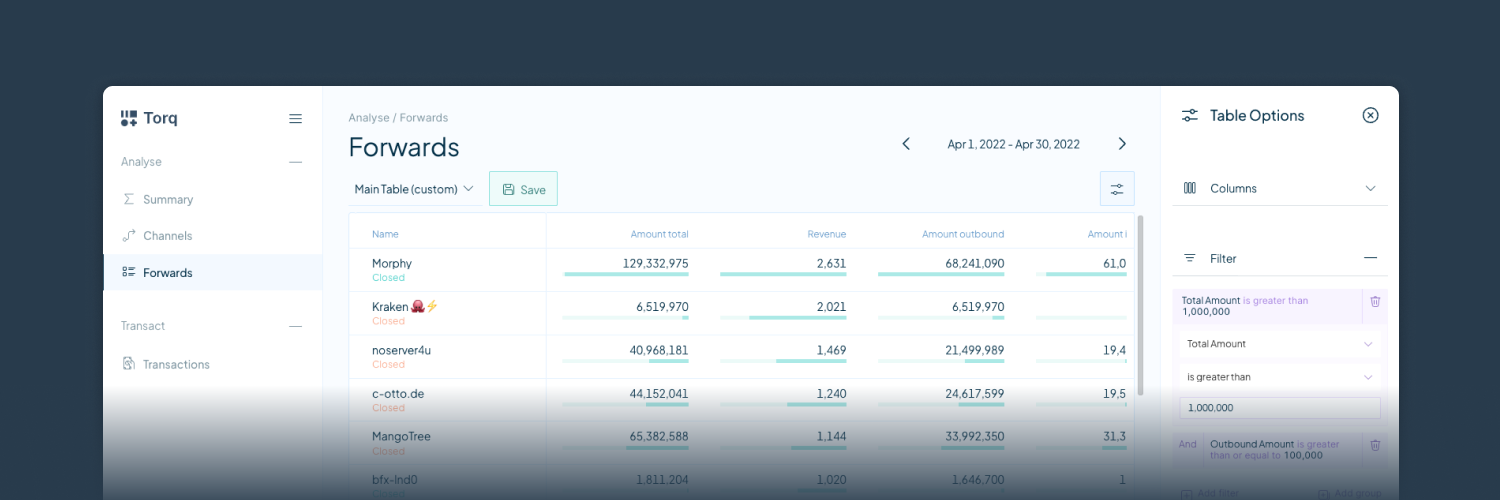 Torq
Analyse
Summary
Channels
Forwards
Transact
Transactions
Analyse / Forwards
Forwards
Apr 1, 2022 - Apr 30, 2022
Main Table (custom)
Save
Name Amount total Revenue Amount outbound Amount i
Morphy 129,332,975 2,631 68,241,090 61,0
Closed
Kraken 🐙⚡ 6,519,970 2,021 6,519,970
Closed
noserver4u 40,968,181 1,469 21,499,989 19,4
Closed
c-otto.de 44,152,041 1,240 24,617,599 19,5
Closed
MangoTree 65,382,588 1,144 33,992,350 31,3
Closed
bfx-lnd0 1,811,204 1,020 1,646,700 1
Closed
Table Options
Columns
Filter
Total Amount is greater than
1,000,000
Total Amount
is greater than
1,000,000
And Outbound Amount is greater
than or equal to 100,000
Add filter Add group